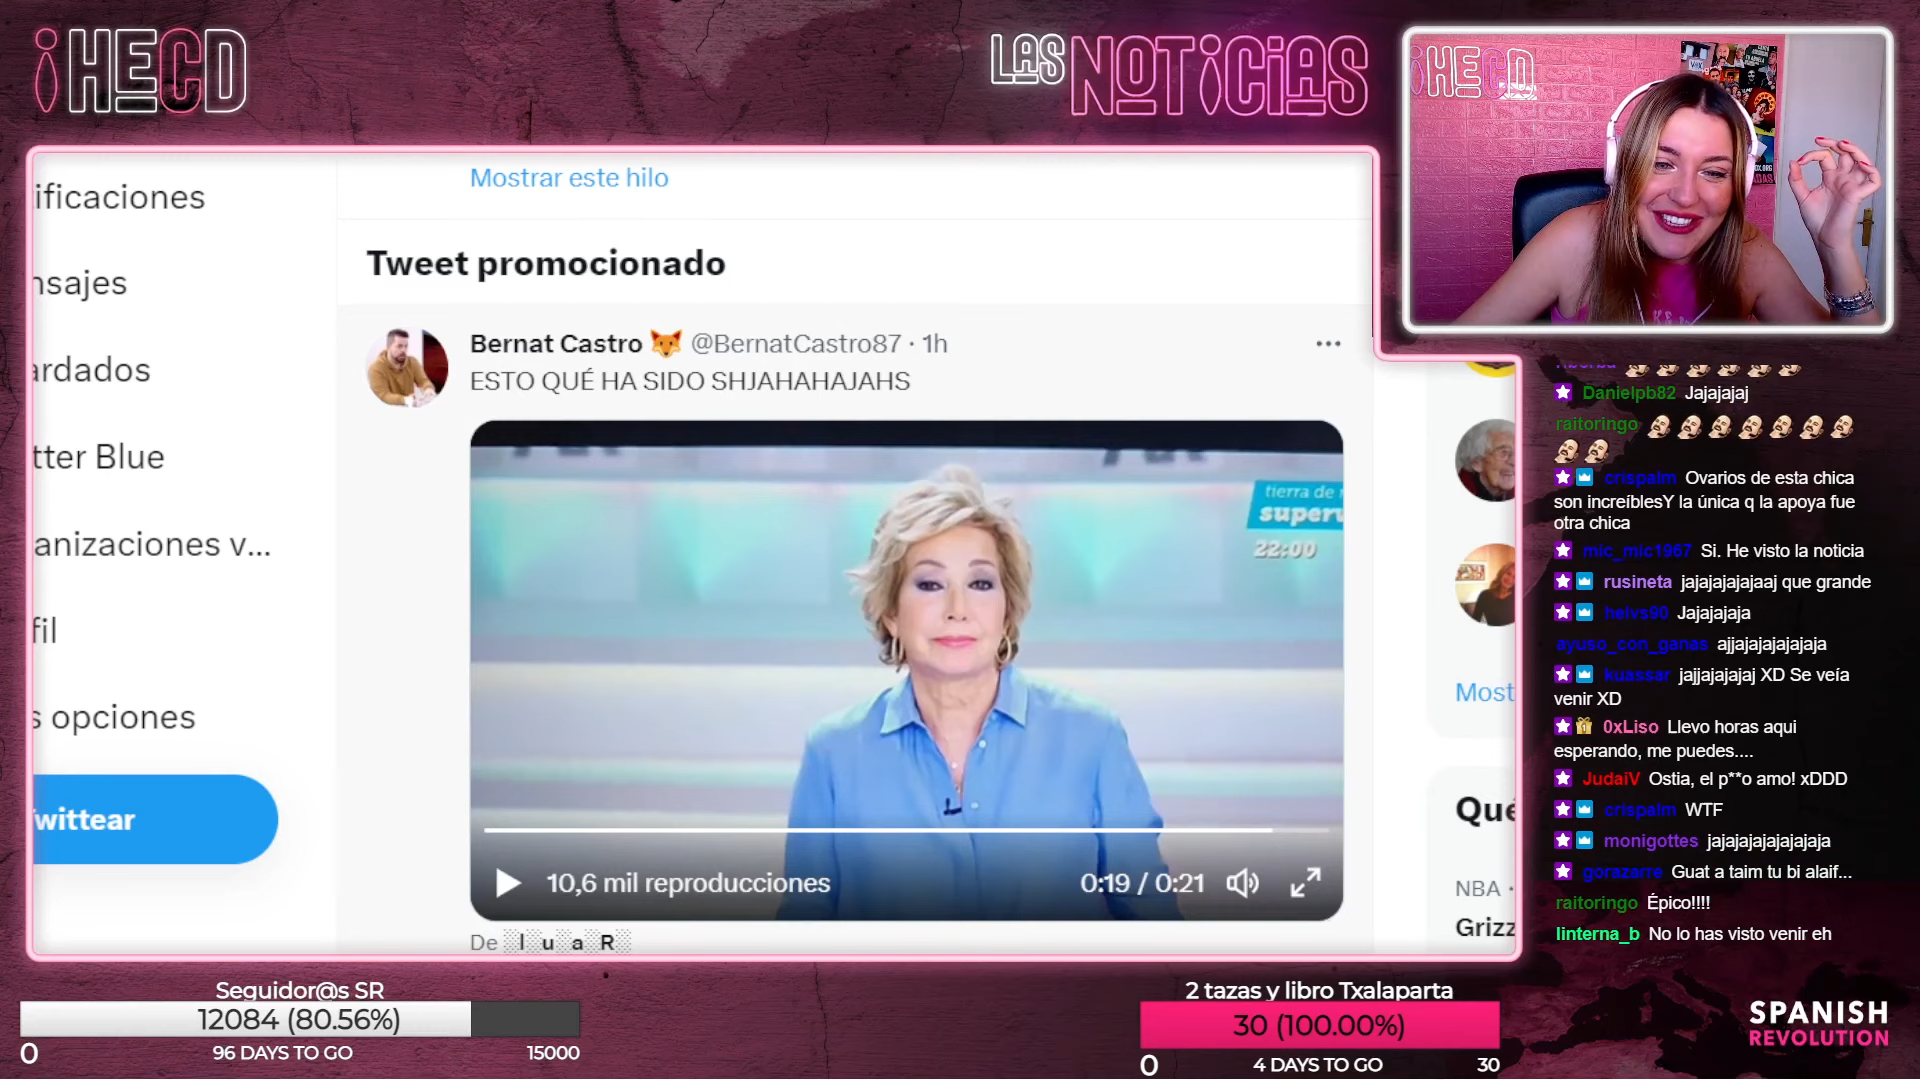 ¡HECD
LAS NOTICIAS
¡HECD
ificaciones
nsajes
ardados
tter Blue
anizaciones v...
fil
s opciones
wittear
Mostrar este hilo
Tweet promocionado
Bernat Castro 🦊 @BernatCastro87 · 1h
ESTO QUÉ HA SIDO SHJAHAHAJAHS
tierra de
superv
22:00
10,6 mil reproducciones
0:19 / 0:21
De l u a R
Most
Qué
NBA ·
Grizz
Danielpb82 Jajajajaj
raitoringo
crispalm Ovarios de esta chica
son increíblesY la única q la apoya fue
otra chica
mic_mic1967 Si. He visto la noticia
rusineta jajajajajajaaj que grande
helvs90 Jajajajaja
ayuso_con_ganas ajjajajajajajaja
kuassar jajjajajajaj XD Se veía
venir XD
0xLiso Llevo horas aqui
esperando, me puedes....
JudaiV Ostia, el p**o amo! xDDD
crispalm WTF
monigottes jajajajajajajaja
gorazarre Guat a taim tu bi alaif...
raitoringo Épico!!!!
linterna_b No lo has visto venir eh
Seguidor@s SR
12084 (80.56%)
0
96 DAYS TO GO
15000
2 tazas y libro Txalaparta
30 (100.00%)
0
4 DAYS TO GO
30
SPANISH
REVOLUTION